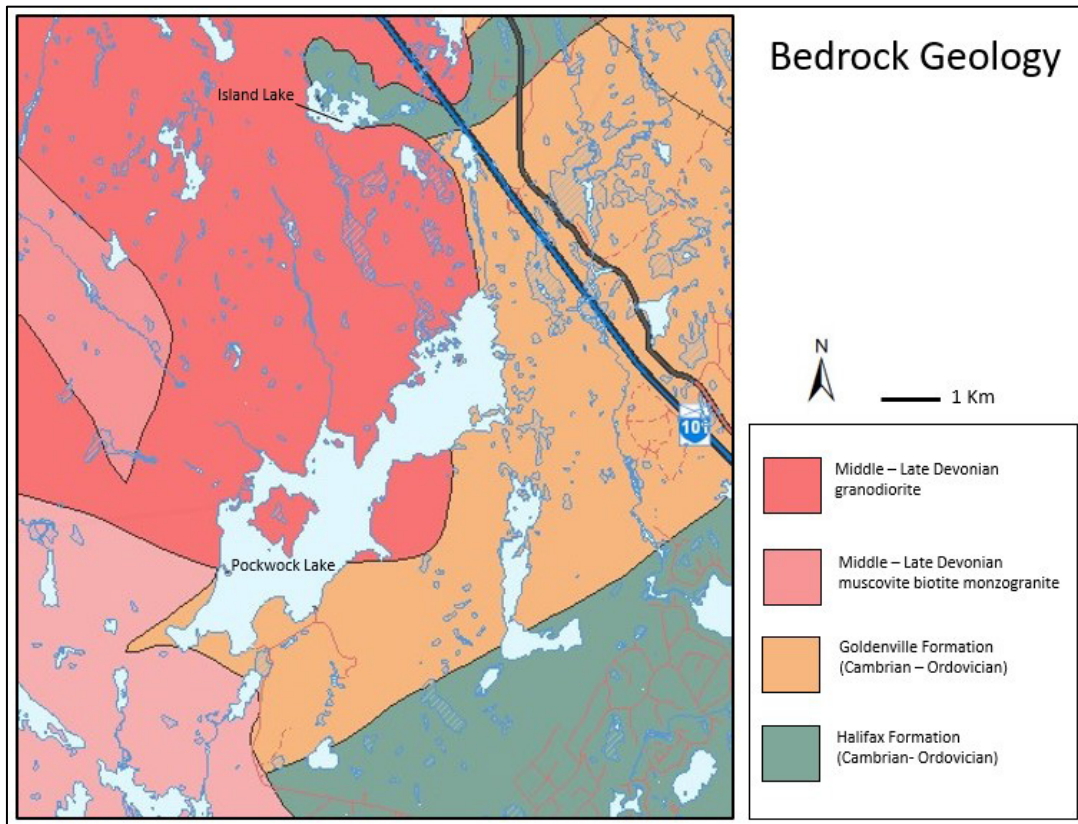 Bedrock Geology
Island Lake
Pockwock Lake
101
N
1 Km
Middle – Late Devonian
granodiorite
Middle – Late Devonian
muscovite biotite monzogranite
Goldenville Formation
(Cambrian – Ordovician)
Halifax Formation
(Cambrian- Ordovician)